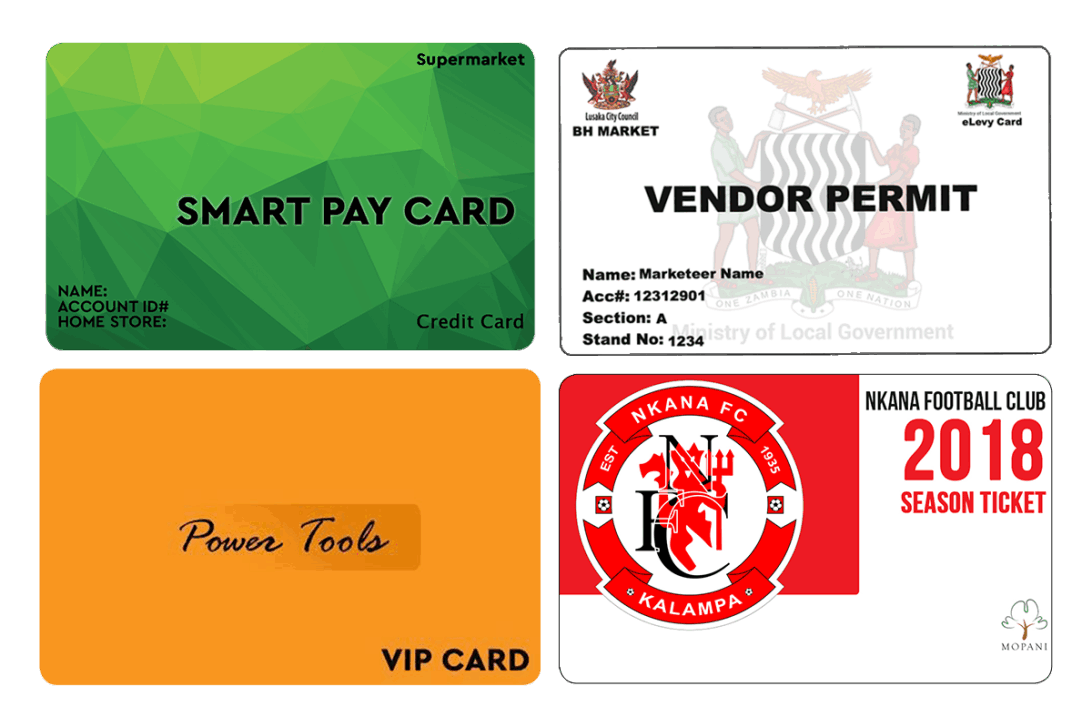 Supermarket
SMART PAY CARD
NAME:
ACCOUNT ID#
HOME STORE:
Credit Card
Lusaka City Council
BH MARKET
Ministry of Local Government
eLevy Card
VENDOR PERMIT
Name: Marketeer Name
Acc#: 12312901
Section: A
Stand No: 1234
ONE ZAMBIA ONE NATION
Ministry of Local Government
Power Tools
VIP CARD
NKANA FC
EST 1935
NFC
KALAMPA
NKANA FOOTBALL CLUB
2018
SEASON TICKET
MOPANI